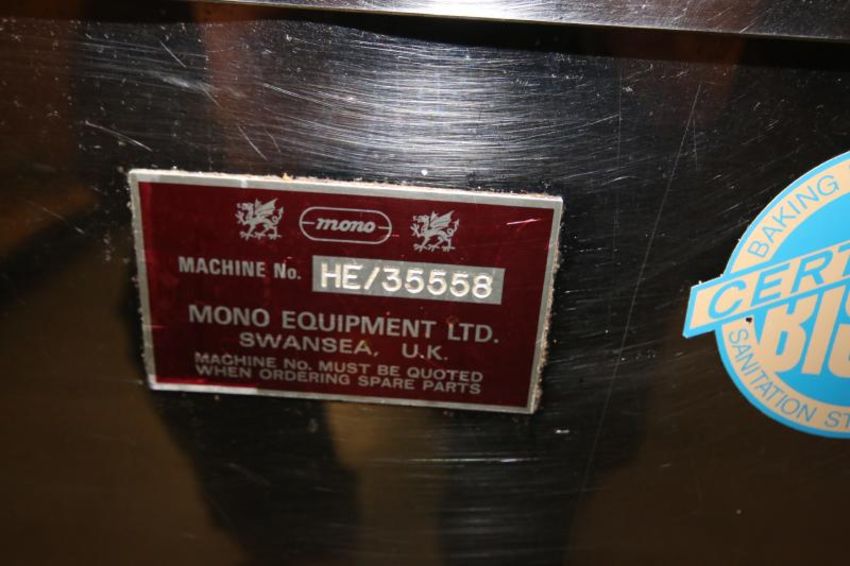 mono
MACHINE No. HE/35558
MONO EQUIPMENT LTD.
SWANSEA, U.K.
MACHINE NO. MUST BE QUOTED
WHEN ORDERING SPARE PARTS
BAKING
CERT
SANITATION ST